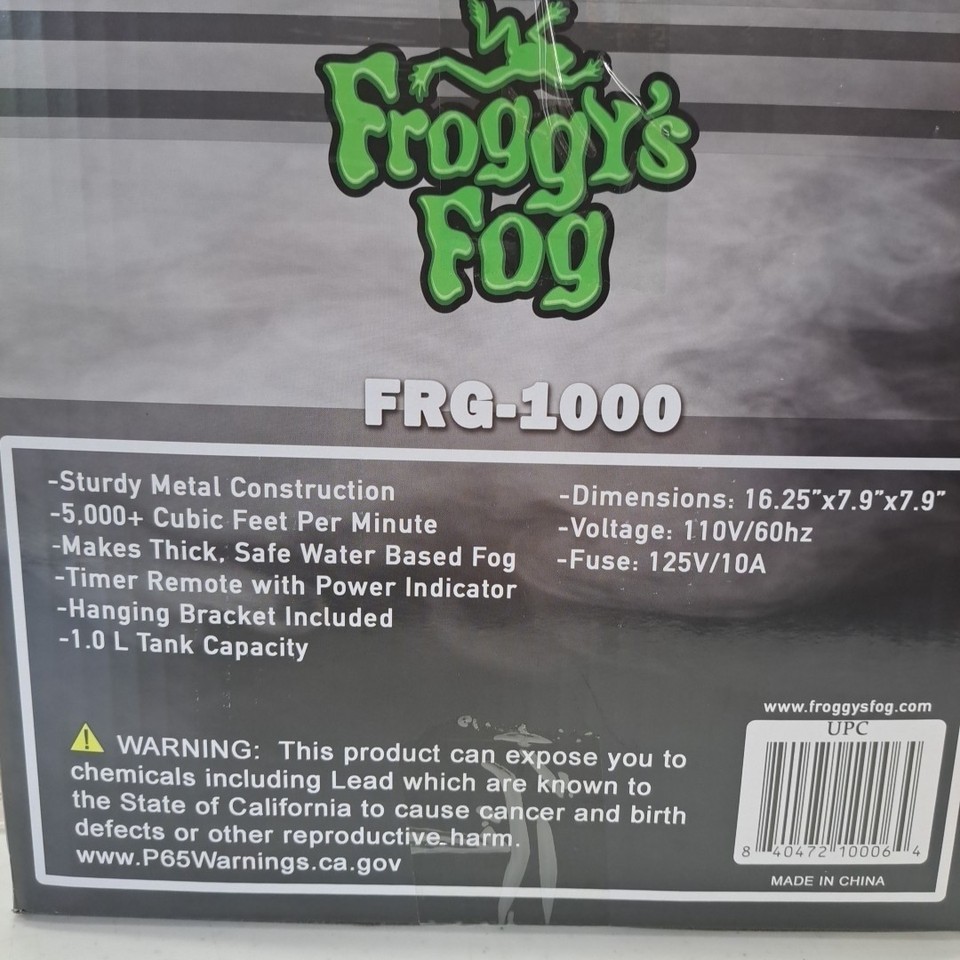 FROGGY'S
FOG
FRG-1000
-Sturdy Metal Construction
-5,000+ Cubic Feet Per Minute
-Makes Thick, Safe Water Based Fog
-Timer Remote with Power Indicator
-Hanging Bracket Included
-1.0 L Tank Capacity
-Dimensions: 16.25”x7.9”x7.9”
-Voltage: 110V/60hz
-Fuse: 125V/10A
WARNING: This product can expose you to
chemicals including Lead which are known to
the State of California to cause cancer and birth
defects or other reproductive harm.
www.P65Warnings.ca.gov
www.froggysfog.com
UPC
8 40472 10006 4
MADE IN CHINA